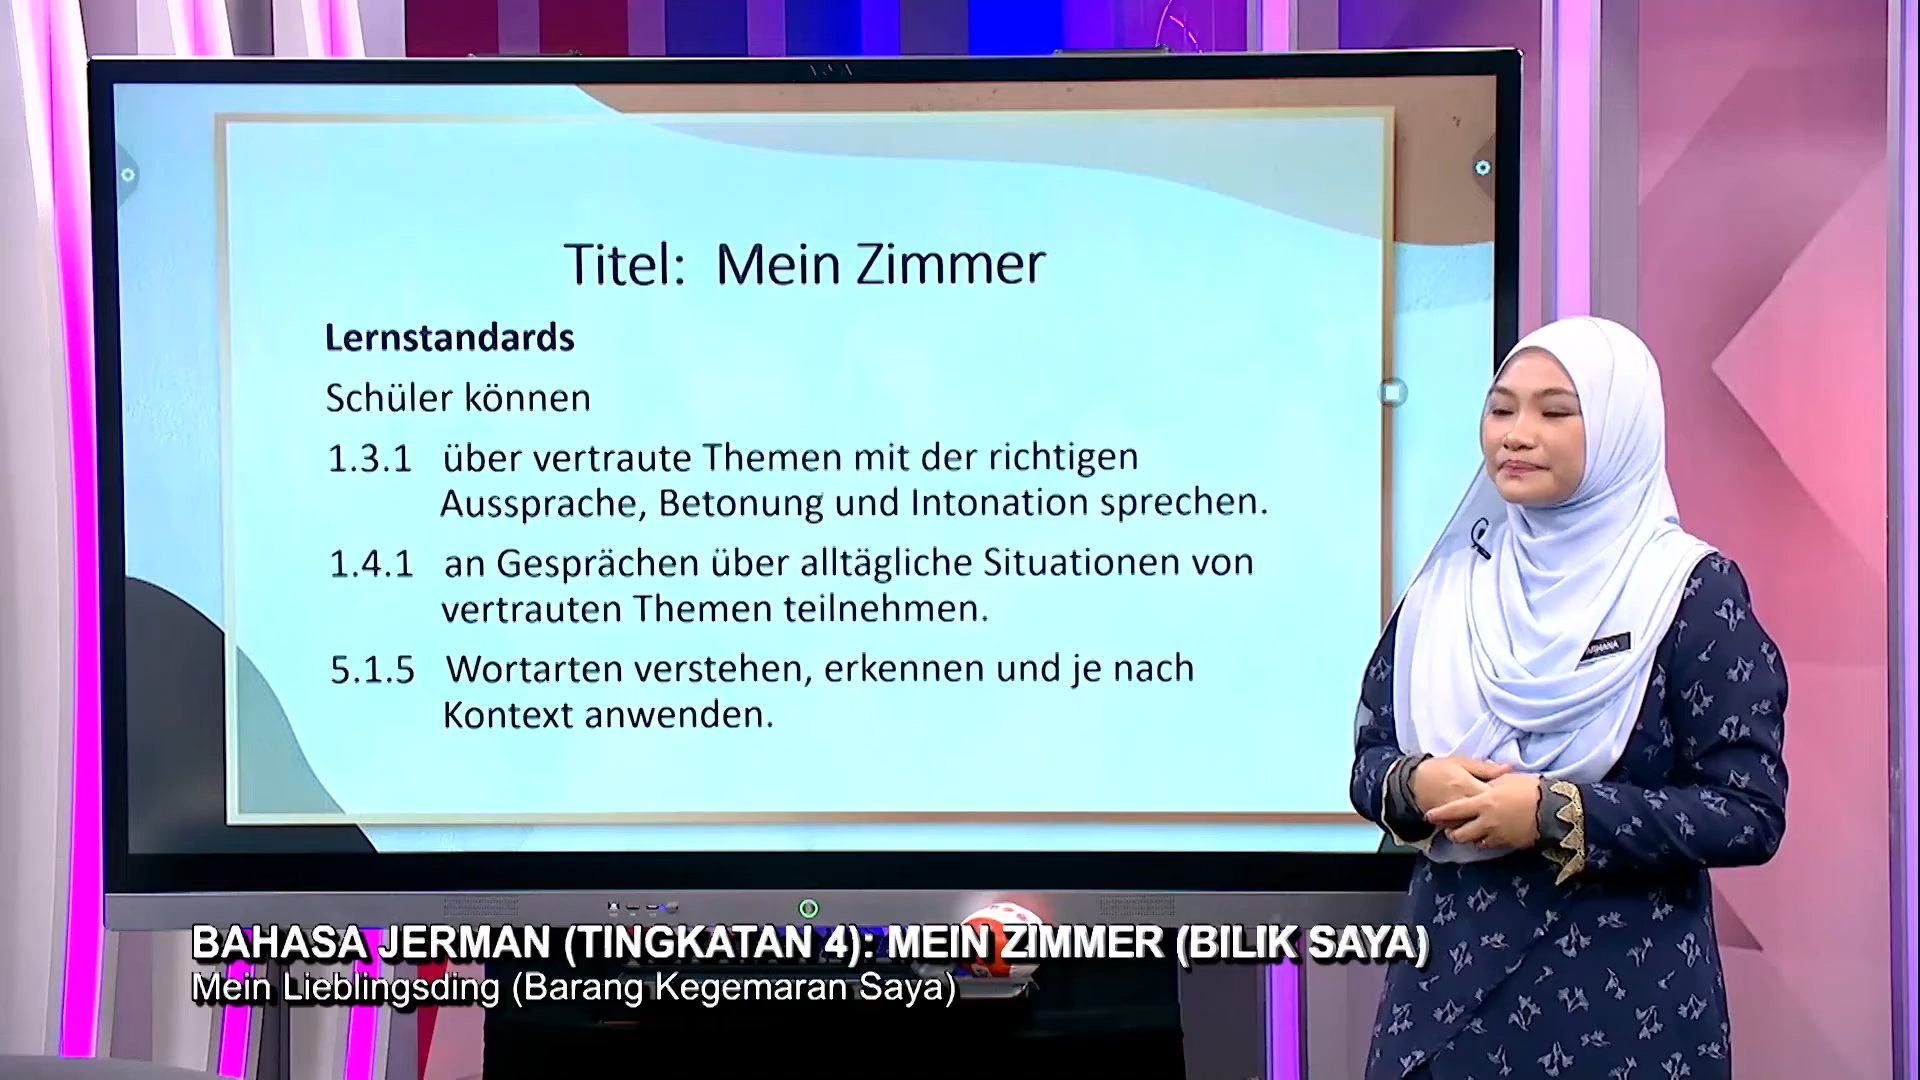 Titel: Mein Zimmer
Lernstandards
Schüler können
1.3.1 über vertraute Themen mit der richtigen
Aussprache, Betonung und Intonation sprechen.
1.4.1 an Gesprächen über alltägliche Situationen von
vertrauten Themen teilnehmen.
5.1.5 Wortarten verstehen, erkennen und je nach
Kontext anwenden.
BAHASA JERMAN (TINGKATAN 4): MEIN ZIMMER (BILIK SAYA)
Mein Lieblingsding (Barang Kegemaran Saya)